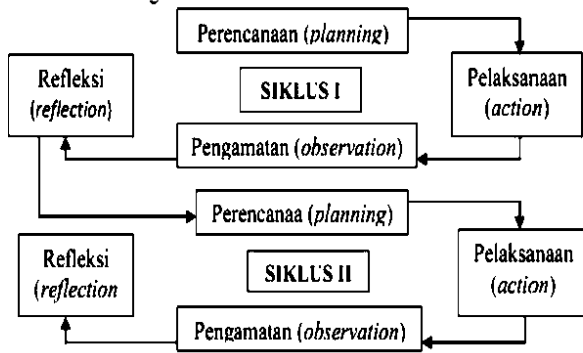 Perencanaan (planning)
Refleksi
(reflection)
SIKLUS I
Pelaksanaan
(action)
Pengamatan (observation)
Perencanaa (planning)
Refleksi
(reflection
SIKLUS II
Pelaksanaan
(action)
Pengamatan (observation)